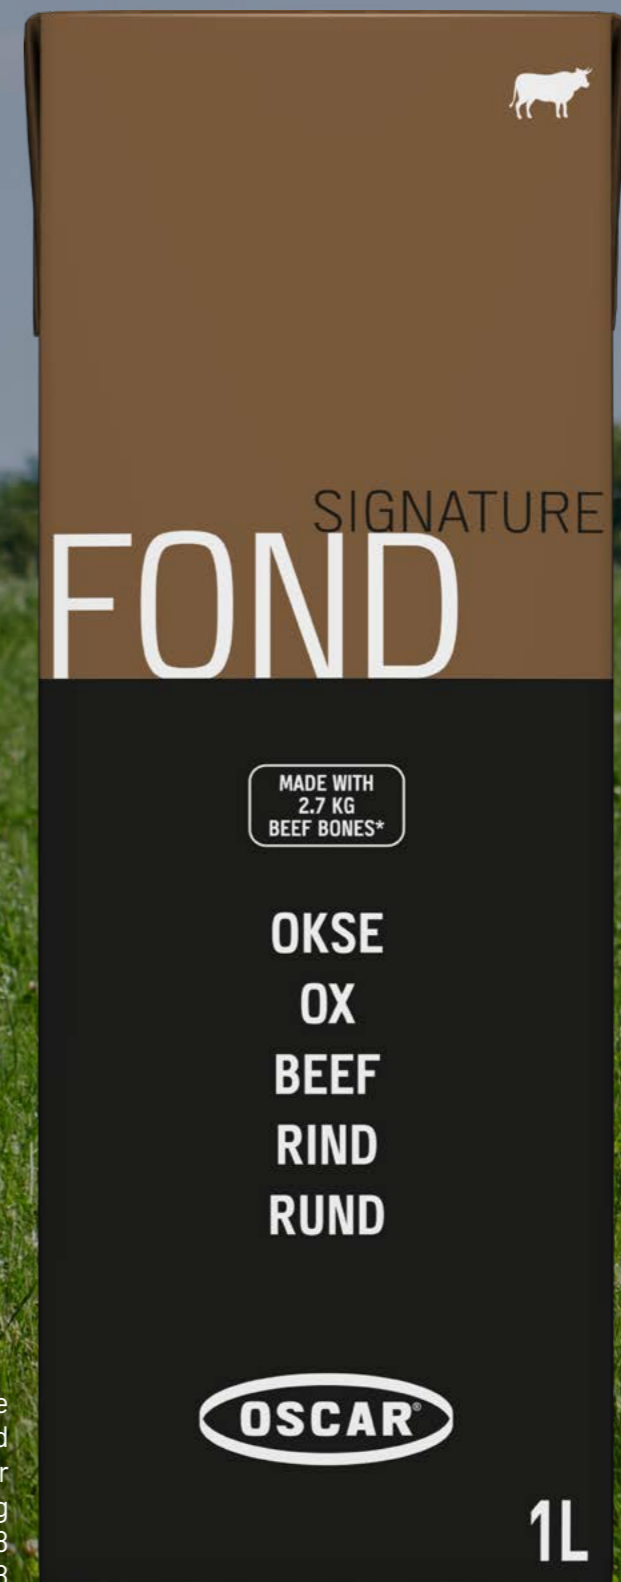 SIGNATURE
FOND
MADE WITH
2.7 KG
BEEF BONES*
OKSE
OX
BEEF
RIND
RUND
OSCAR®
1L